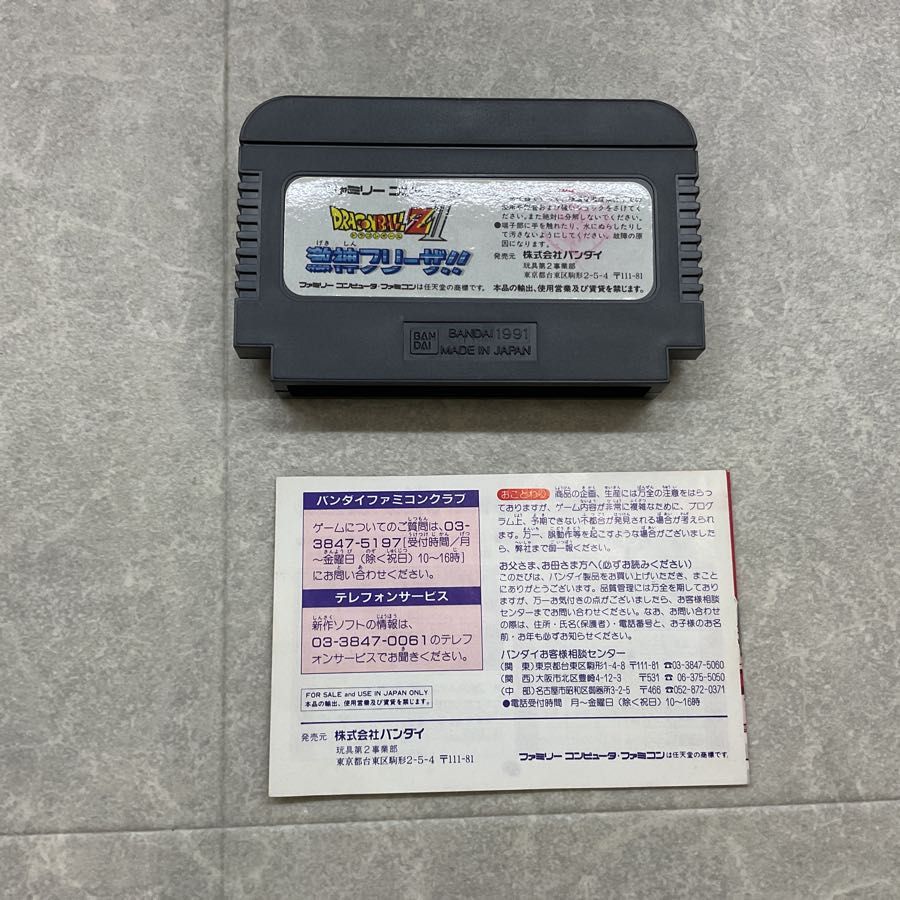 ファミリー コンピュータ
DRAGON BALL Z II
ドラゴンボール
げき しん
激神フリーザ!!
ください。また絶対に分解しないでください。
●端子部に手を触れたり、水にぬらしたりし
て汚さないようにしてください。故障の原
因になります。
発売元 株式会社バンダイ
玩具第2事業部
東京都台東区駒形2-5-4 〒111-81
ファミリー コンピュータ・ファミコンは任天堂の商標です。 本品の輸出、使用営業及び賃貸を禁じます。
BAN
DAI
BANDAI 1991
MADE IN JAPAN
バンダイファミコンクラブ
ゲームについてのご質問は、03-
3847-5197[受付時間/月
~金曜日(除く祝日)10~16時]
にお問い合わせください。
テレフォンサービス
新作ソフトの情報は、
03-3847-0061のテレフ
ォンサービスでお聞きください。
FOR SALE and USE IN JAPAN ONLY
本品の輸出、使用営業及び賃貸を禁じます。
おことわり 商品の企画、生産には万全の注意をはらっ
ておりますが、ゲーム内容が非常に複雑なために、プログ
ラム上、予期できない不都合が発見される場合が考えられ
ます。万一、誤動作等を起こすような場合がございました
ら、弊社まで御一報ください。
お父さま、お母さま方へ(必ずお読みください)
このたびは、バンダイ製品をお買い上げいただき、まこと
にありがとうございます。品質管理には万全を期しており
ますが、万一お気付きの点がございましたら、お客様相談
センターまでお問い合わせください。なお、お問い合わせ
の際は、住所・氏名(保護者)・電話番号と、お子様のお名
前・お年も必ずお知らせください。
バンダイお客様相談センター
(関 東)東京都台東区駒形1-4-8 〒111-81 ☎03-3847-5060
(関 西)大阪市北区豊崎4-12-3 〒531 ☎06-375-5050
(中 部)名古屋市昭和区御器所3-2-5 〒466 ☎052-872-0371
●電話受付時間 月~金曜日(除く祝日)10~16時
発売元 株式会社バンダイ
玩具第2事業部
東京都台東区駒形2-5-4 〒111-81
ファミリー コンピュータ・ファミコンは任天堂の商標です。